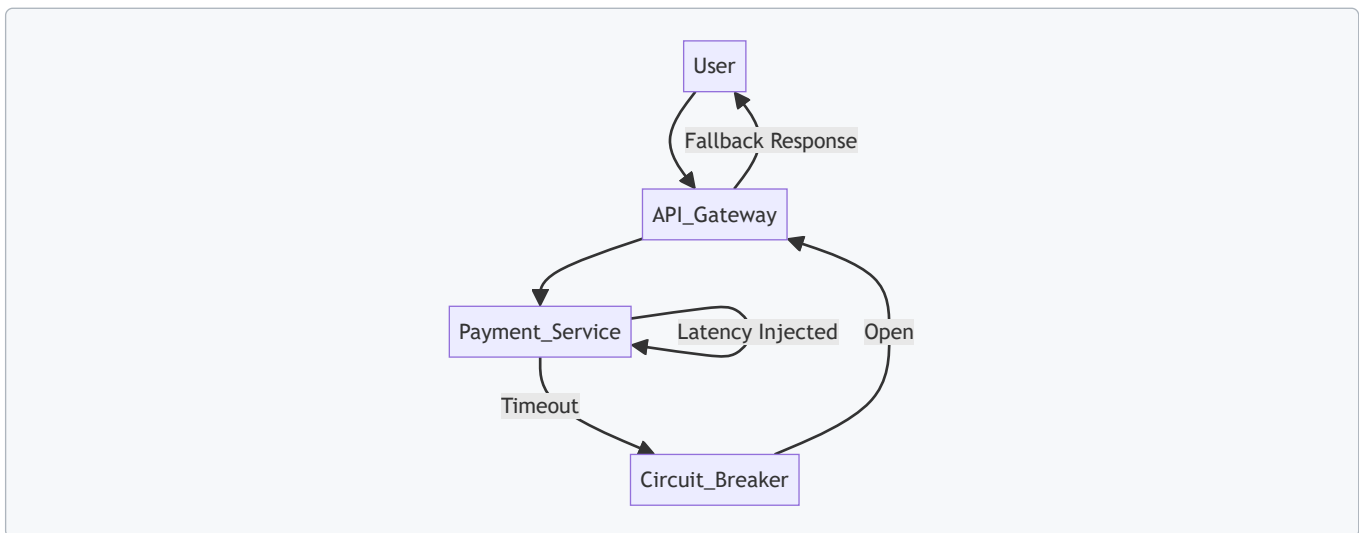 User
Fallback Response
API_Gateway
Payment_Service
Latency Injected
Open
Timeout
Circuit_Breaker